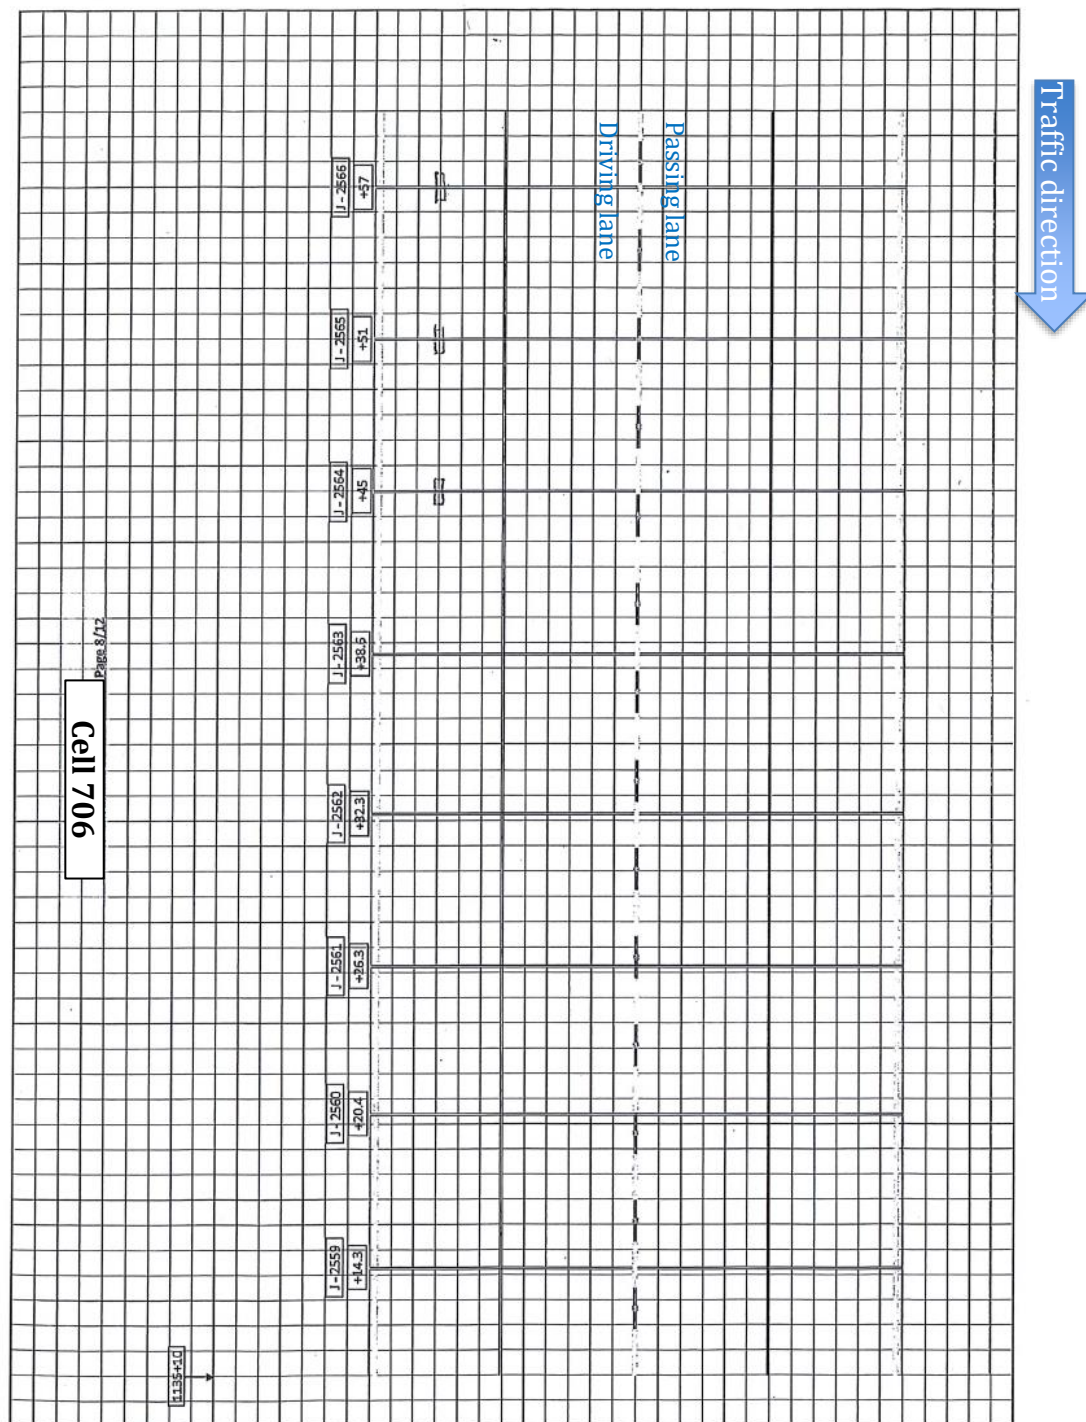 Traffic direction
Passing lane
Driving lane
J - 2566
+57
J - 2565
+51
J - 2564
+45
J - 2563
+38.5
J - 2562
+32.3
J - 2561
+26.3
J - 2560
+20.4
J - 2559
+14.3
1135+10
Page 8/12
Cell 706